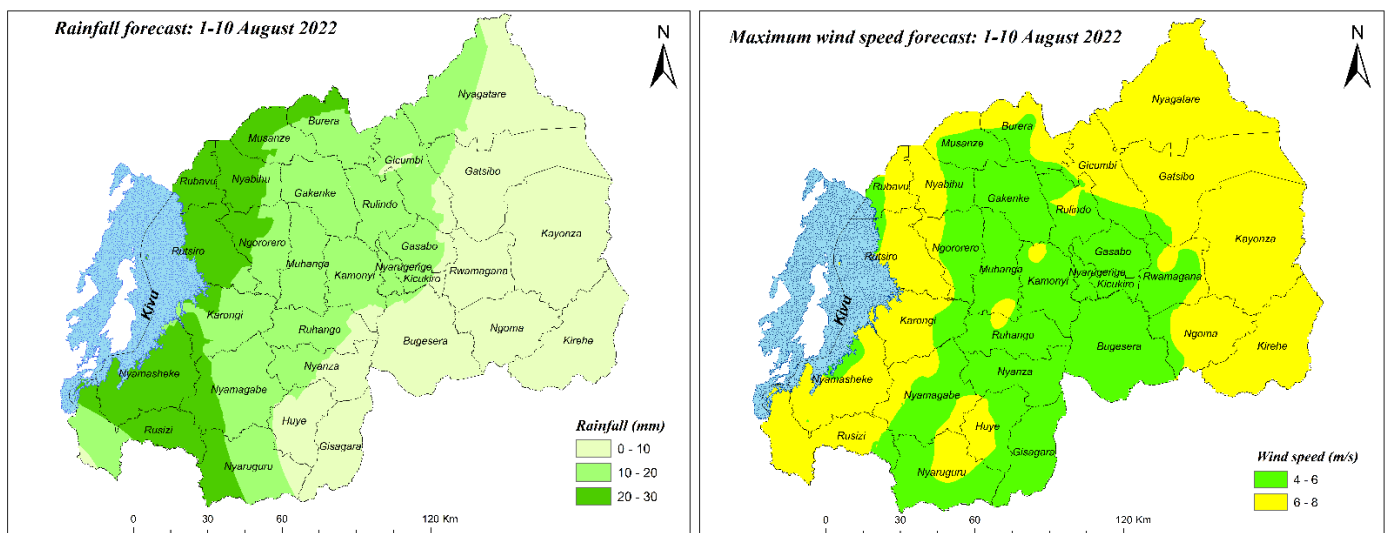 Rainfall forecast: 1-10 August 2022
N
Nyagatare
Burera
Musanze
Gicumbi
Rubavu
Nyabihu
Gatsibo
Gakenke
Rulindo
Kayonza
Rutsiro
Ngororero
Gasabo
Muhanga
Nyarugenge
Rwamagana
Kamonyi
Kicukiro
Kivu
Karongi
Ruhango
Ngoma
Bugesera
Kirehe
Nyanza
Nyamasheke
Nyamagabe
Huye
Rusizi
Gisagara
Nyaruguru
Rainfall (mm)
0 - 10
10 - 20
20 - 30
0 30 60 120 Km
Maximum wind speed forecast: 1-10 August 2022
N
Nyagatare
Burera
Musanze
Gicumbi
Gatsibo
Rubavu
Nyabihu
Gakenke
Rulindo
Kayonza
Ngororero
Gasabo
Rutsiro
Muhanga
Nyarugenge
Rwamagana
Kamonyi
Kicukiro
Kivu
Karongi
Ruhango
Ngoma
Bugesera
Kirehe
Nyanza
Nyamasheke
Nyamagabe
Huye
Rusizi
Gisagara
Nyaruguru
Wind speed (m/s)
4 - 6
6 - 8
0 30 60 120 Km